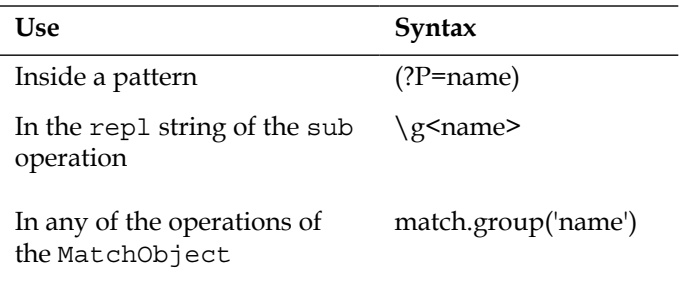 Use Syntax
Inside a pattern (?P=name)
In the repl string of the sub \g<name>
operation
In any of the operations of match.group('name')
the MatchObject